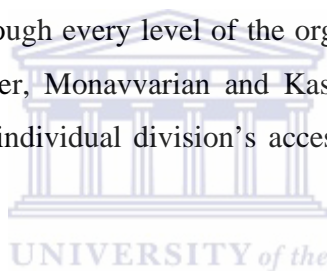 ough every level of the org
er, Monavvarian and Kas
individual division's acces
UNIVERSITY of the